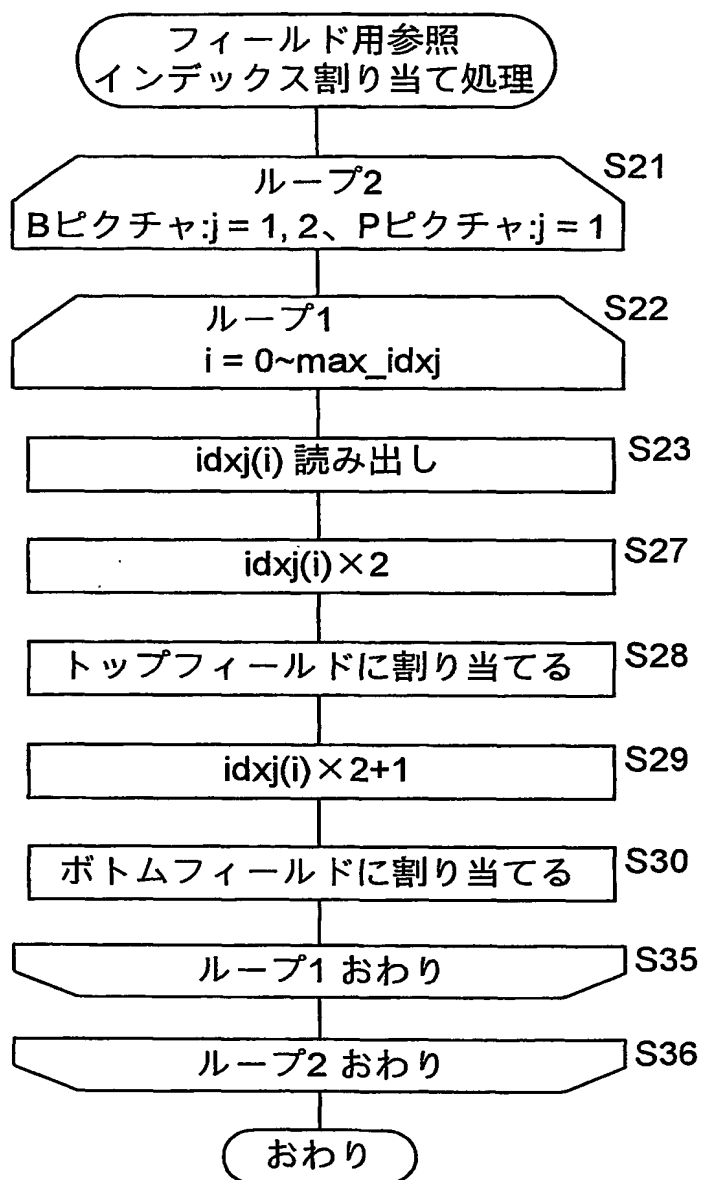 フィールド用参照
インデックス割り当て処理
S21
ループ2
Bピクチャ:j = 1, 2、Pピクチャ:j = 1
S22
ループ1
i = 0~max_idxj
idxj(i) 読み出し
S23
idxj(i)×2
S27
トップフィールドに割り当てる
S28
idxj(i)×2+1
S29
ボトムフィールドに割り当てる
S30
ループ1 おわり
S35
ループ2 おわり
S36
おわり